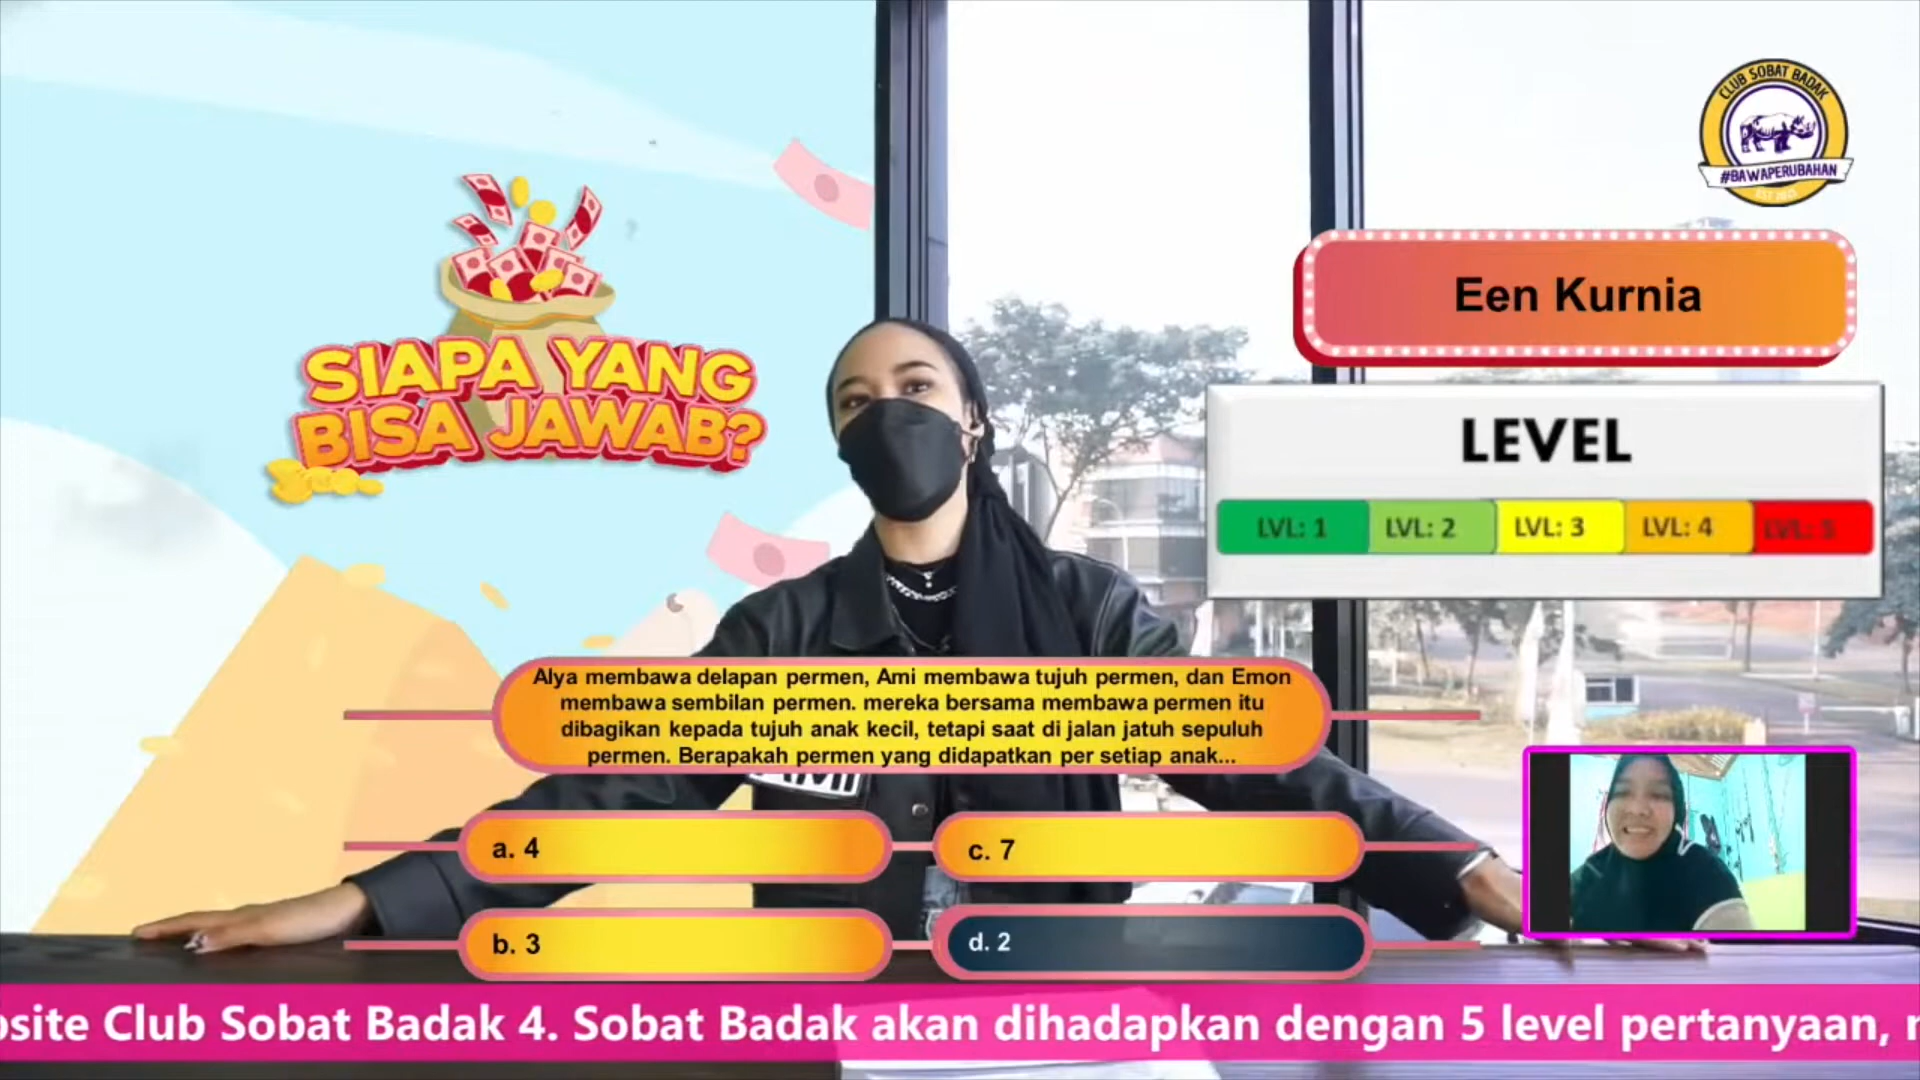 CLUB SOBAT BADAK
#BAWAPERUBAHAN
SIAPA YANG
BISA JAWAB?
Een Kurnia
LEVEL
LVL: 1 LVL: 2 LVL: 3 LVL: 4 LVL: 5
Alya membawa delapan permen, Ami membawa tujuh permen, dan Emon
membawa sembilan permen. mereka bersama membawa permen itu
dibagikan kepada tujuh anak kecil, tetapi saat di jalan jatuh sepuluh
permen. Berapakah permen yang didapatkan per setiap anak...
a. 4
c. 7
b. 3
d. 2
Club Sobat Badak 4. Sobat Badak akan dihadapkan dengan 5 level pertanyaan,